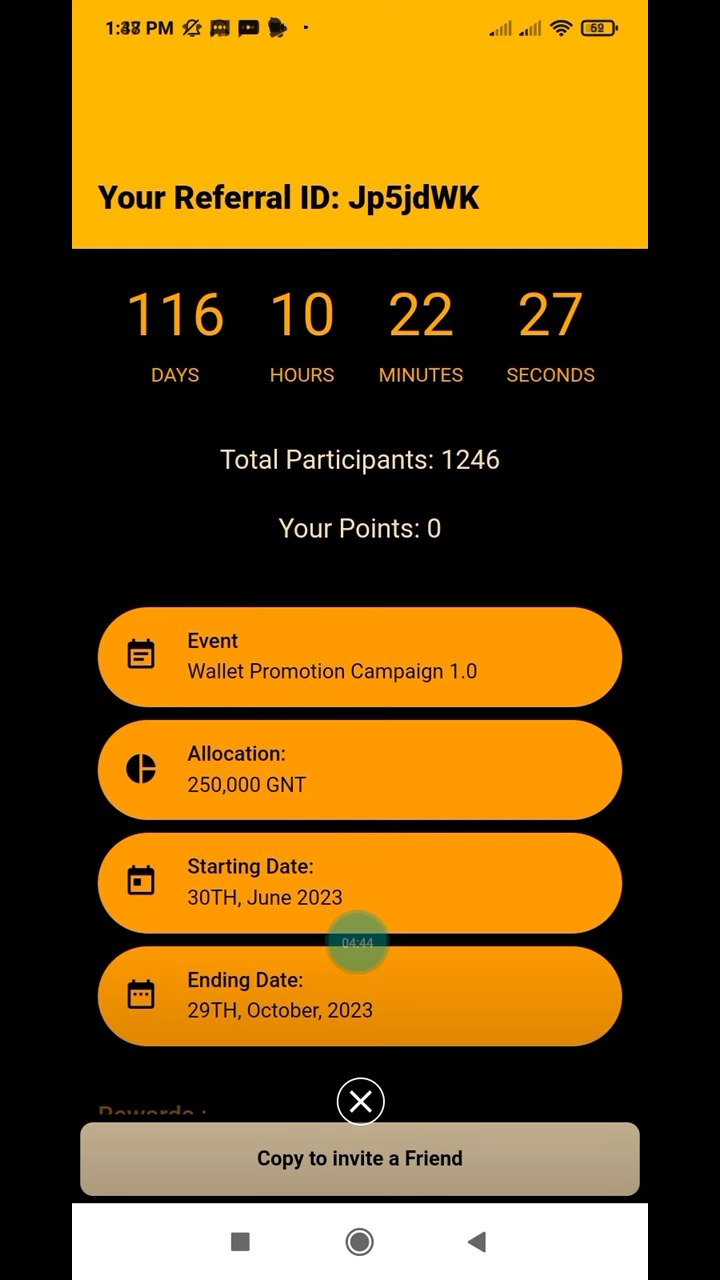 PM
69
Your Referral ID: Jp5jdWK
116 10 22 27
DAYS HOURS MINUTES SECONDS
Total Participants: 1246
Your Points: 0
Event
Wallet Promotion Campaign 1.0
Allocation:
250,000 GNT
Starting Date:
30TH, June 2023
04:44
Ending Date:
29TH, October, 2023
Rewards :
Copy to invite a Friend